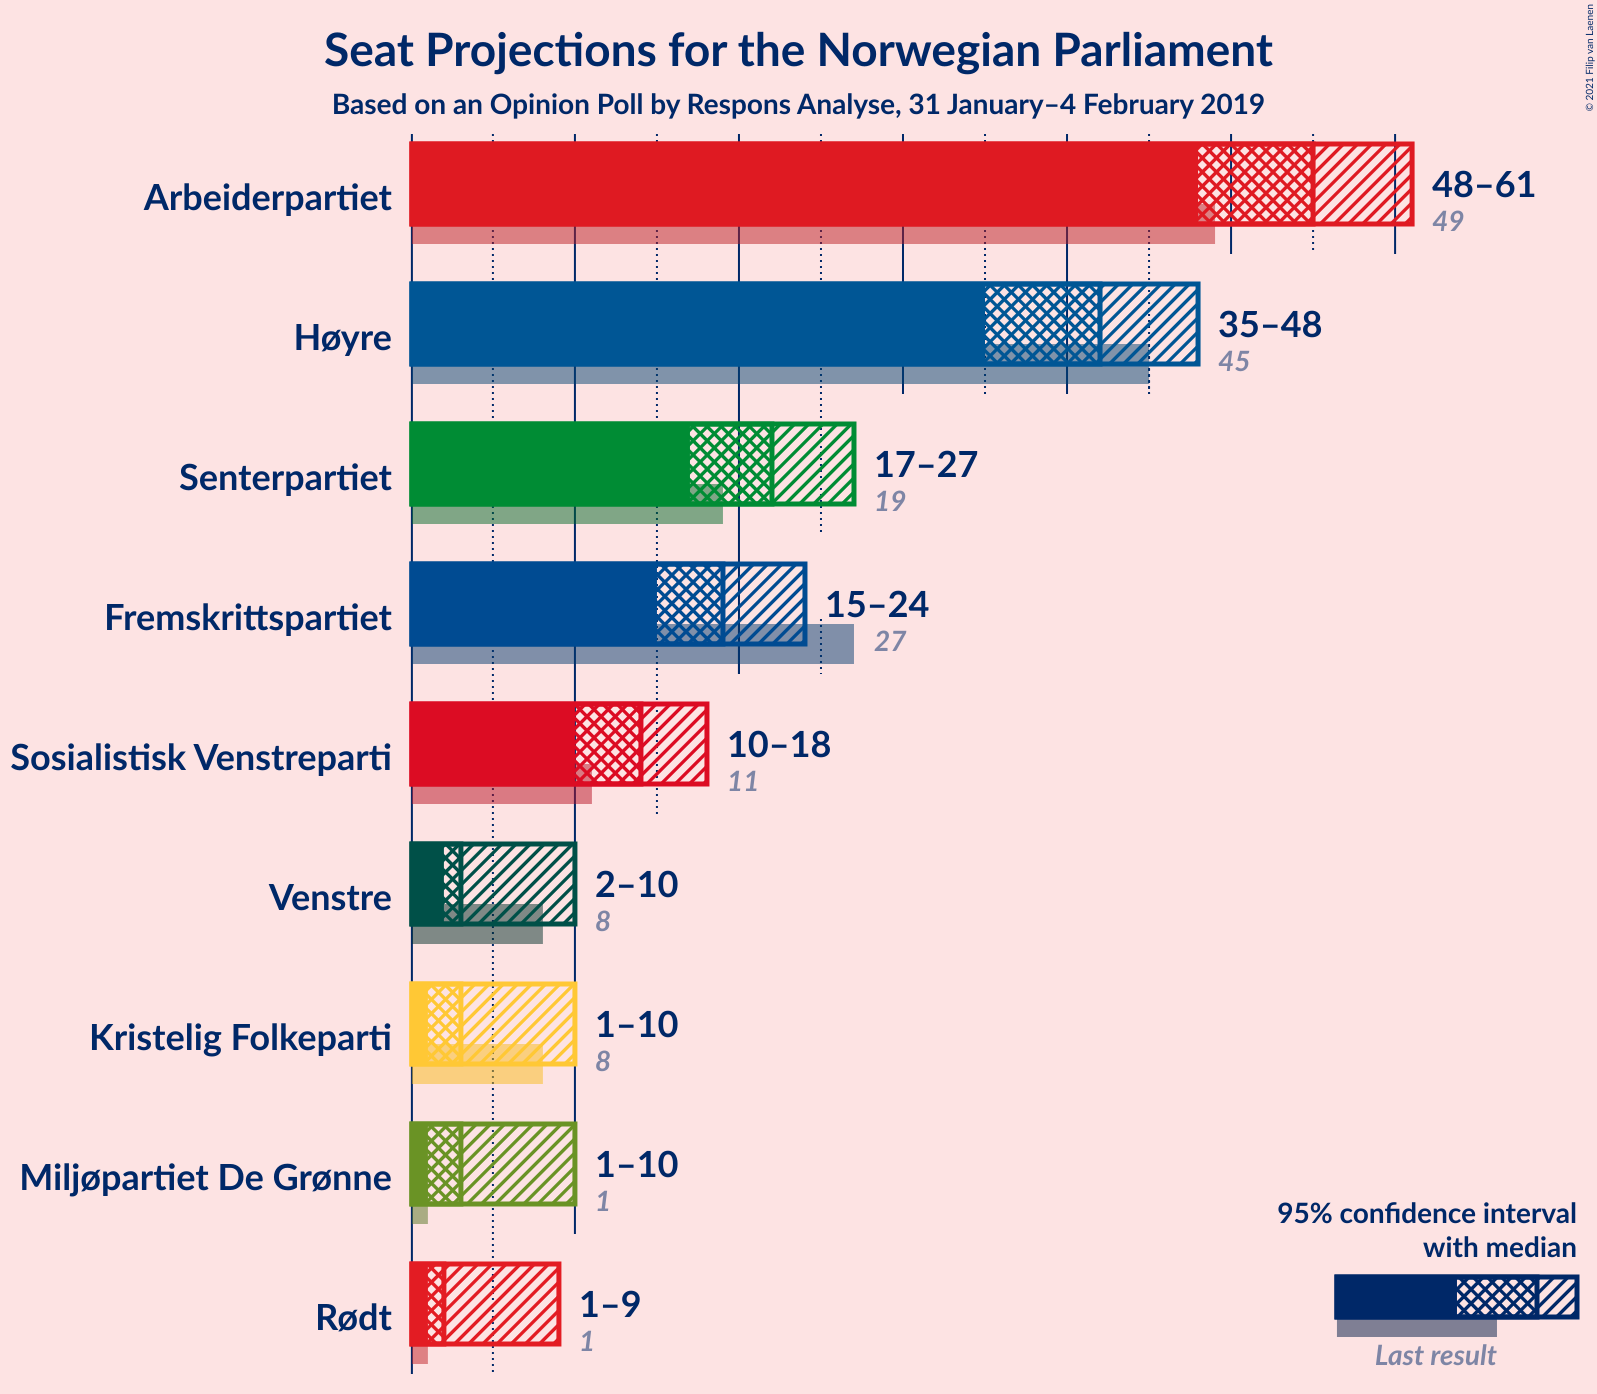 Seat Projections for the Norwegian Parliament
Based on an Opinion Poll by Respons Analyse, 31 January–4 February 2019
© 2021 Filip van Laenen
Arbeiderpartiet
48–61
49
Høyre
35–48
45
Senterpartiet
17–27
19
Fremskrittspartiet
15–24
27
Sosialistisk Venstreparti
10–18
11
Venstre
2–10
8
Kristelig Folkeparti
1–10
8
Miljøpartiet De Grønne
1–10
1
Rødt
1–9
1
95% confidence interval
with median
Last result